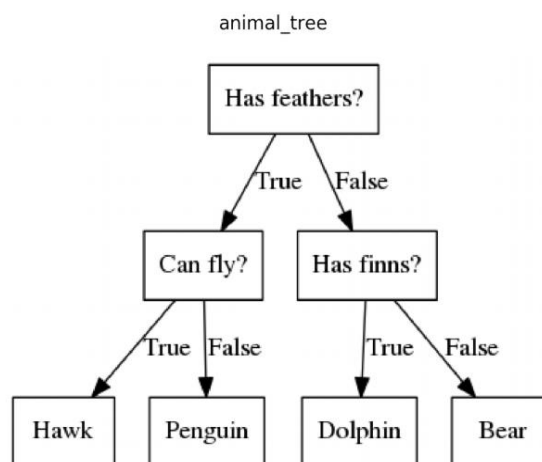 animal_tree
Has feathers?
True False
Can fly? Has finns?
True False True False
Hawk Penguin Dolphin Bear